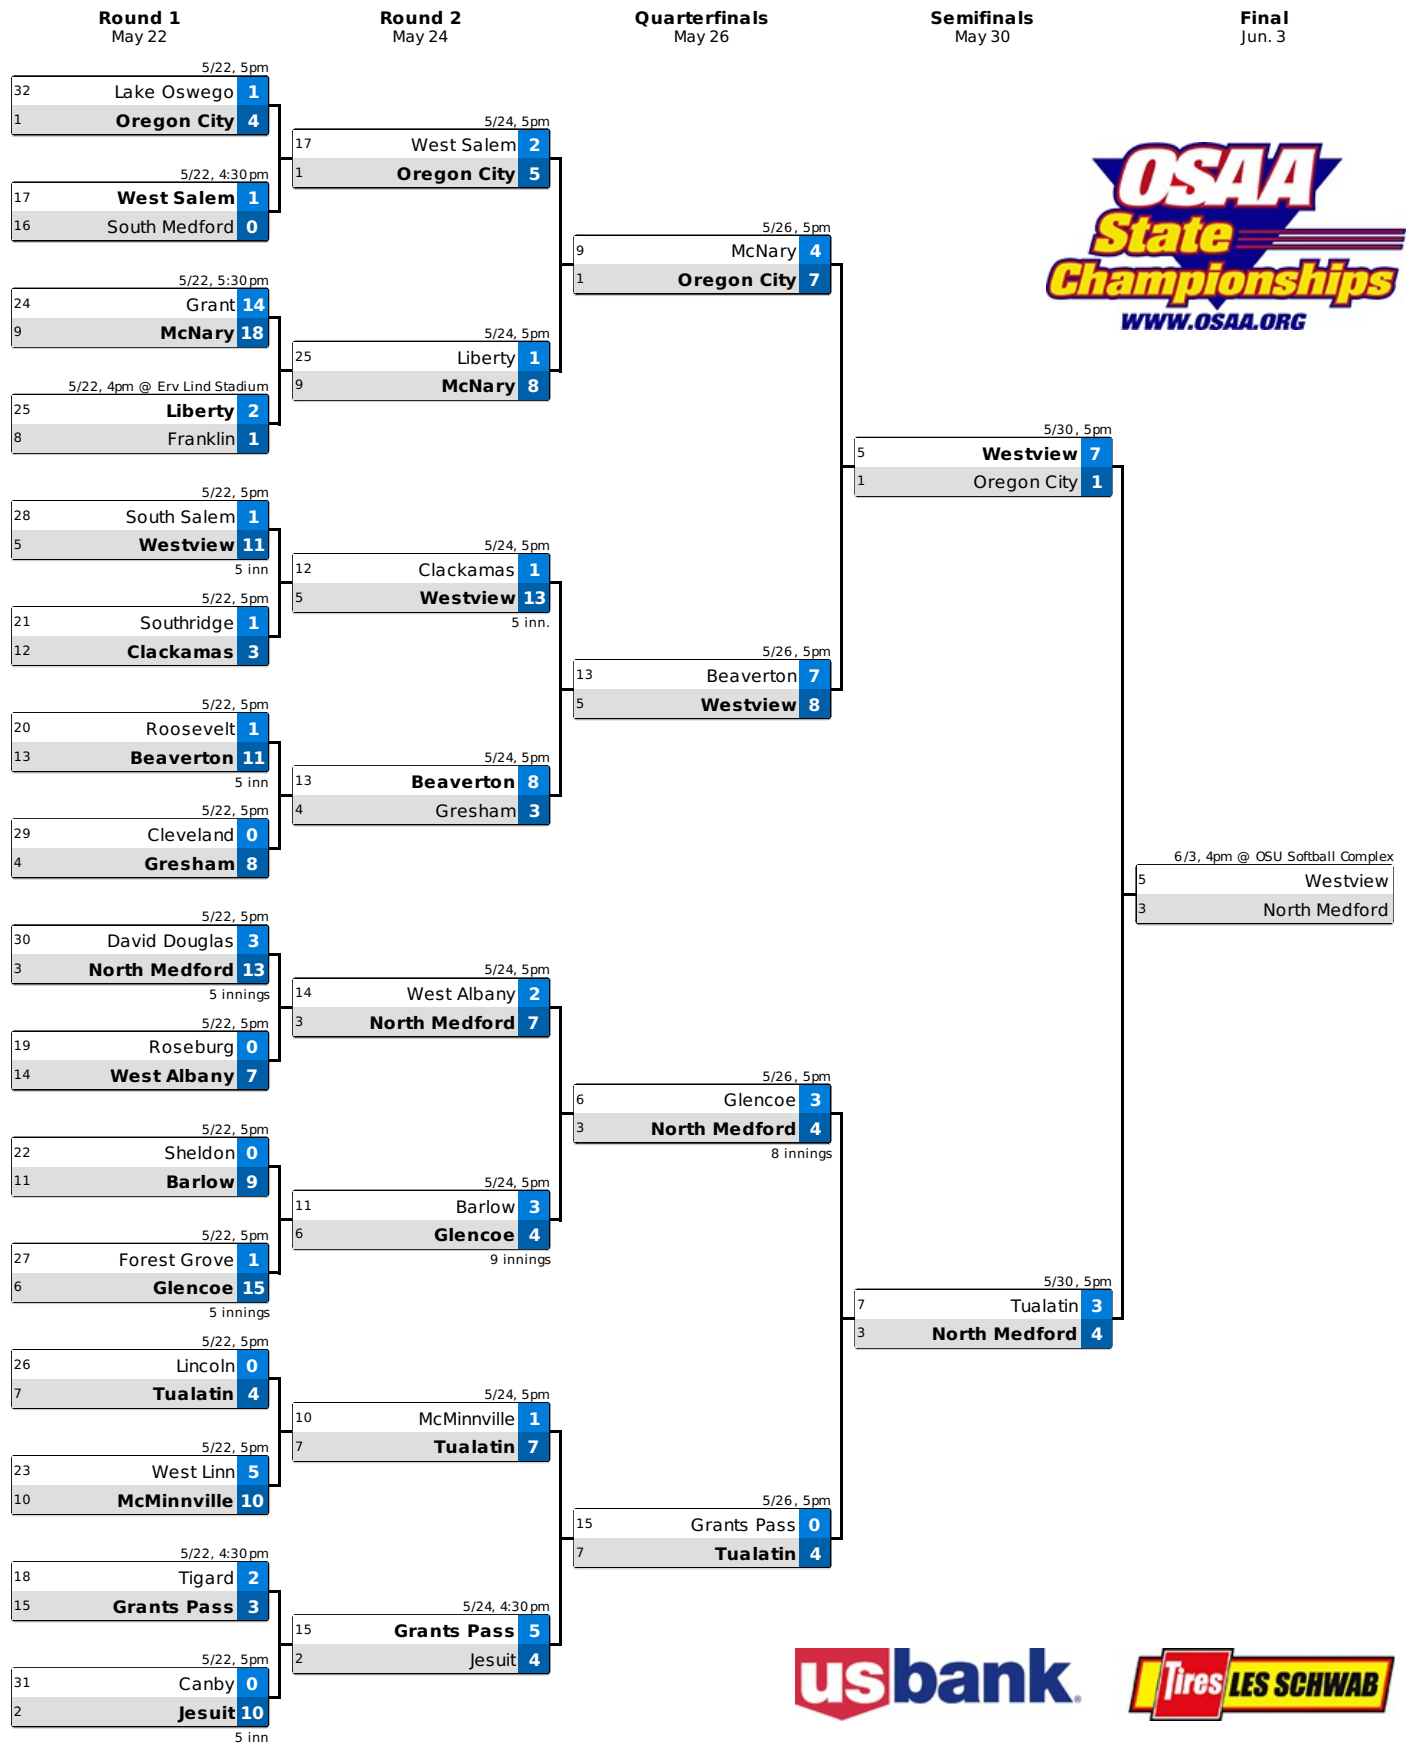 Round 1
May 22
Round 2
May 24
Quarterfinals
May 26
Semifinals
May 30
Final
Jun. 3
5/22, 5pm
32 Lake Oswego 1
1 Oregon City 4
5/22, 4:30pm
17 West Salem 1
16 South Medford 0
5/22, 5:30pm
24 Grant 14
9 McNary 18
5/22, 4pm @ Erv Lind Stadium
25 Liberty 2
8 Franklin 1
5/22, 5pm
28 South Salem 1
5 Westview 11
5 inn
5/22, 5pm
21 Southridge 1
12 Clackamas 3
5/22, 5pm
20 Roosevelt 1
13 Beaverton 11
5 inn
5/22, 5pm
29 Cleveland 0
4 Gresham 8
5/22, 5pm
30 David Douglas 3
3 North Medford 13
5 innings
5/22, 5pm
19 Roseburg 0
14 West Albany 7
5/22, 5pm
22 Sheldon 0
11 Barlow 9
5/22, 5pm
27 Forest Grove 1
6 Glencoe 15
5 innings
5/22, 5pm
26 Lincoln 0
7 Tualatin 4
5/22, 5pm
23 West Linn 5
10 McMinnville 10
5/22, 4:30pm
18 Tigard 2
15 Grants Pass 3
5/22, 5pm
31 Canby 0
2 Jesuit 10
5 inn
5/24, 5pm
17 West Salem 2
1 Oregon City 5
5/24, 5pm
25 Liberty 1
9 McNary 8
5/24, 5pm
12 Clackamas 1
5 Westview 13
5 inn.
5/24, 5pm
13 Beaverton 8
4 Gresham 3
5/24, 5pm
14 West Albany 2
3 North Medford 7
5/24, 5pm
11 Barlow 3
6 Glencoe 4
9 innings
5/24, 5pm
10 McMinnville 1
7 Tualatin 7
5/24, 4:30pm
15 Grants Pass 5
2 Jesuit 4
5/26, 5pm
9 McNary 4
1 Oregon City 7
5/26, 5pm
13 Beaverton 7
5 Westview 8
5/26, 5pm
6 Glencoe 3
3 North Medford 4
8 innings
5/26, 5pm
15 Grants Pass 0
7 Tualatin 4
5/30, 5pm
5 Westview 7
1 Oregon City 1
5/30, 5pm
7 Tualatin 3
3 North Medford 4
6/3, 4pm @ OSU Softball Complex
5 Westview
3 North Medford
OSAA
State
Championships
WWW.OSAA.ORG
usbank.
Tires LES SCHWAB